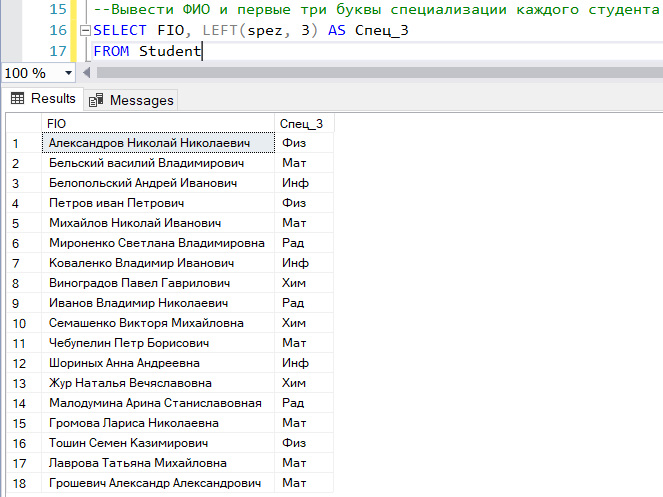 15 --Вывести ФИО и первые три буквы специализации каждого студента
16 SELECT FIO, LEFT(spez, 3) AS Спец_3
17 FROM Student
100 %
Results Messages
FIO Спец_3
1 Александров Николай Николаевич Физ
2 Бельский василий Владимирович Мат
3 Белопольский Андрей Иванович Инф
4 Петров иван Петрович Физ
5 Михайлов Николай Иванович Мат
6 Мироненко Светлана Владимировна Рад
7 Коваленко Владимир Иванович Инф
8 Виноградов Павел Гаврилович Хим
9 Иванов Владимир Николаевич Рад
10 Семашенко Викторя Михайловна Хим
11 Чебупелин Петр Борисович Мат
12 Шориных Анна Андреевна Инф
13 Жур Наталья Вечяславовна Хим
14 Малодумина Арина Станиславовная Рад
15 Громова Лариса Николаевна Мат
16 Тошин Семен Казимирович Физ
17 Лаврова Татьяна Михайловна Мат
18 Грошевич Александр Александрович Мат